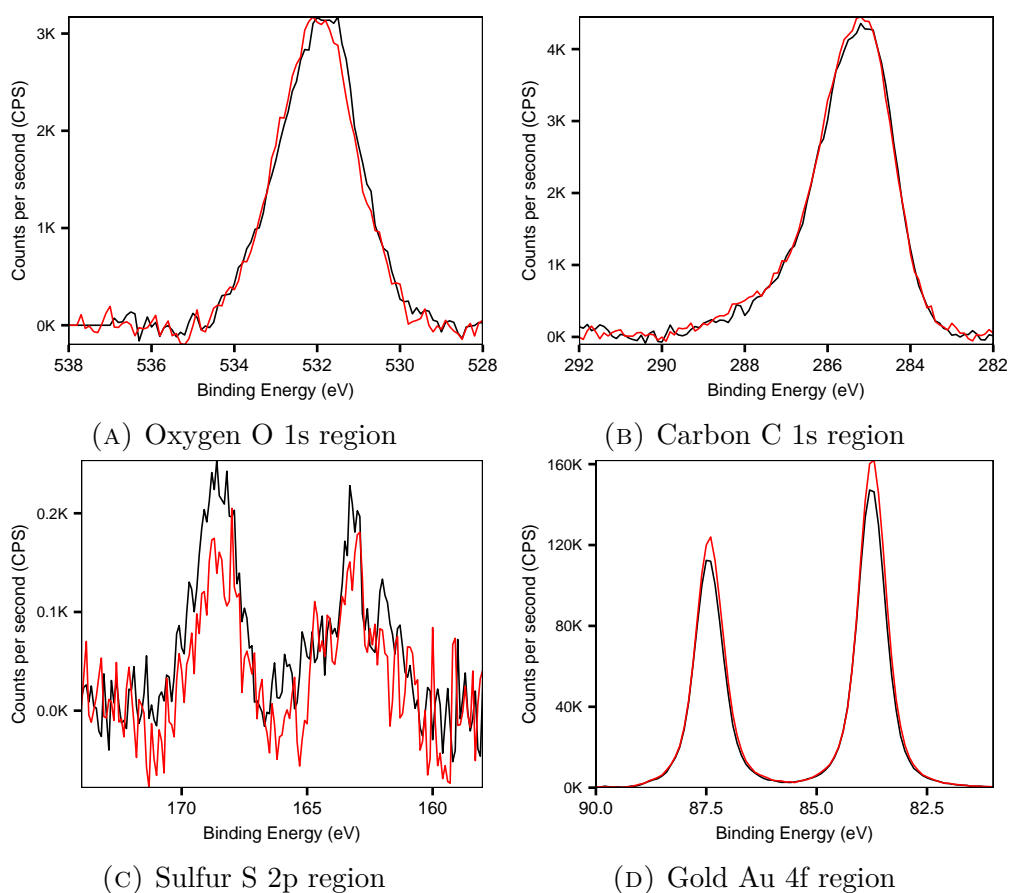 3K
2K
1K
0K
538 536 534 532 530 528
Counts per second (CPS)
Binding Energy (eV)
(A) Oxygen O 1s region
4K
3K
2K
1K
0K
292 290 288 286 284 282
Counts per second (CPS)
Binding Energy (eV)
(B) Carbon C 1s region
0.2K
0.1K
0.0K
170 165 160
Counts per second (CPS)
Binding Energy (eV)
(C) Sulfur S 2p region
160K
120K
80K
40K
0K
90.0 87.5 85.0 82.5
Counts per second (CPS)
Binding Energy (eV)
(D) Gold Au 4f region